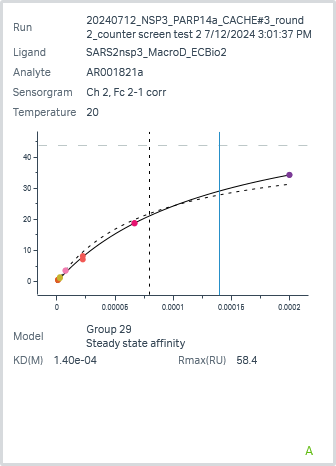 Run 20240712_NSP3_PARP14a_CACHE#3_round
2_counter screen test 2 7/12/2024 3:01:37 PM
Ligand SARS2nsp3_MacroD_ECBio2
Analyte AR001821a
Sensorgram Ch 2, Fc 2-1 corr
Temperature 20
40
30
20
10
0
0 0.00005 0.0001 0.00015 0.0002
Model Group 29
Steady state affinity
KD(M) 1.40e-04 Rmax(RU) 58.4
A